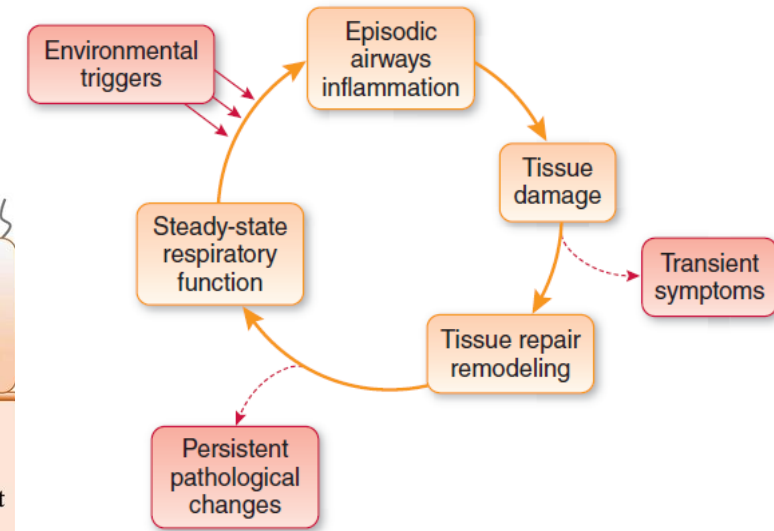 Environmental
triggers
Episodic
airways
inflammation
Tissue
damage
Steady-state
respiratory
function
Transient
symptoms
Tissue repair
remodeling
Persistent
pathological
changes
t